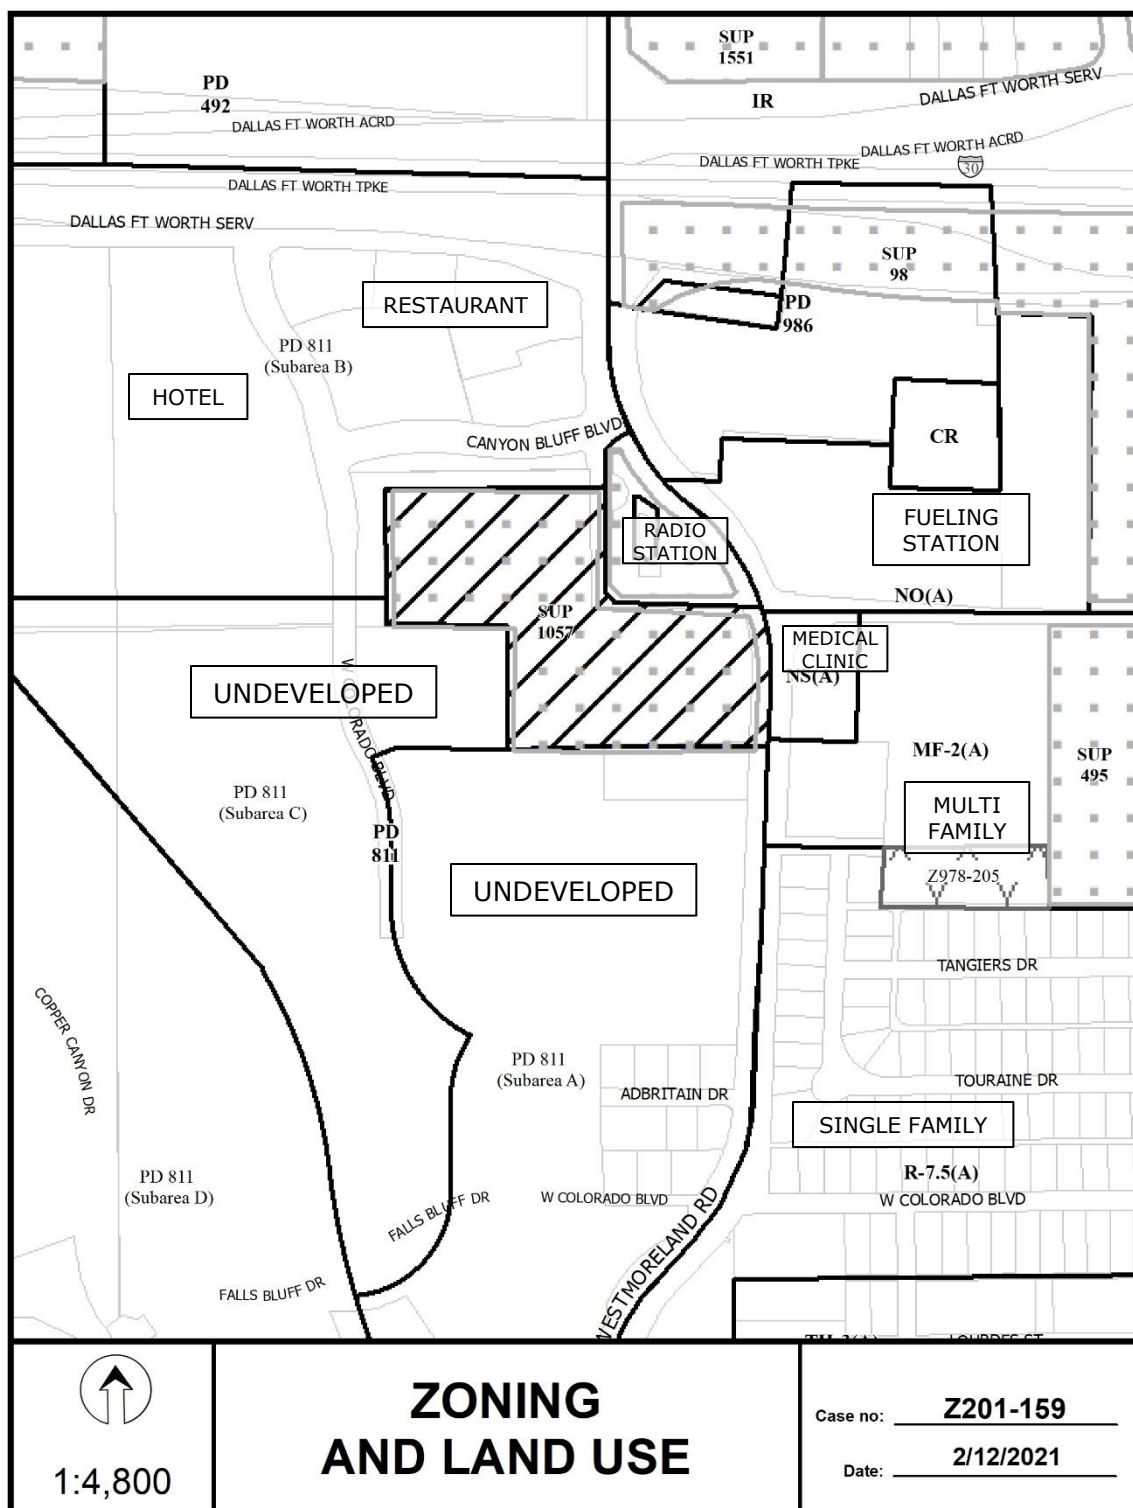 SUP
1551
PD
492
IR
DALLAS FT WORTH SERV
DALLAS FT WORTH ACRD
DALLAS FT WORTH ACRD
DALLAS FT WORTH TPKE
30
DALLAS FT WORTH TPKE
DALLAS FT WORTH SERV
SUP
98
RESTAURANT
PD
986
PD 811
(Subarea B)
HOTEL
CANYON BLUFF BLVD
CR
FUELING
STATION
RADIO
STATION
NO(A)
SUP
1057
MEDICAL
CLINIC
NS(A)
UNDEVELOPED
W COLORADO BLVD
MF-2(A)
SUP
495
PD 811
(Subarea C)
MULTI
FAMILY
PD
811
Z978-205
UNDEVELOPED
TANGIERS DR
COPPER CANYON DR
PD 811
(Subarea A)
TOURAINE DR
ADBRITAIN DR
SINGLE FAMILY
PD 811
(Subarea D)
R-7.5(A)
W COLORADO BLVD
W COLORADO BLVD
FALLS BLUFF DR
WESTMORELAND RD
FALLS BLUFF DR
TH-3(A)
LOURDES ST
1:4,800
ZONING
AND LAND USE
Case no: Z201-159
Date: 2/12/2021